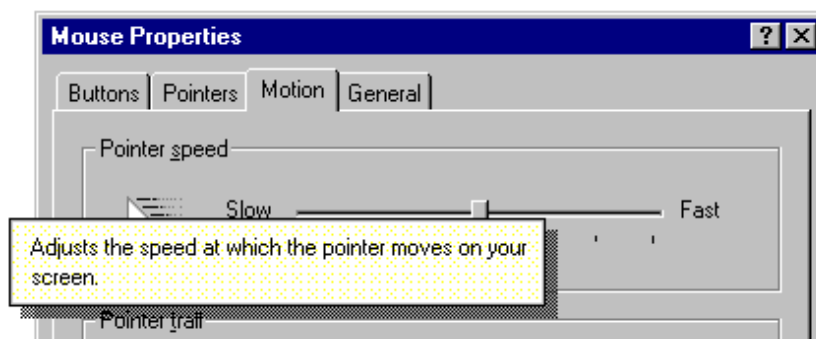 Mouse Properties
Buttons Pointers Motion General
Pointer speed
Slow Fast
Adjusts the speed at which the pointer moves on your
screen.
Pointer trail